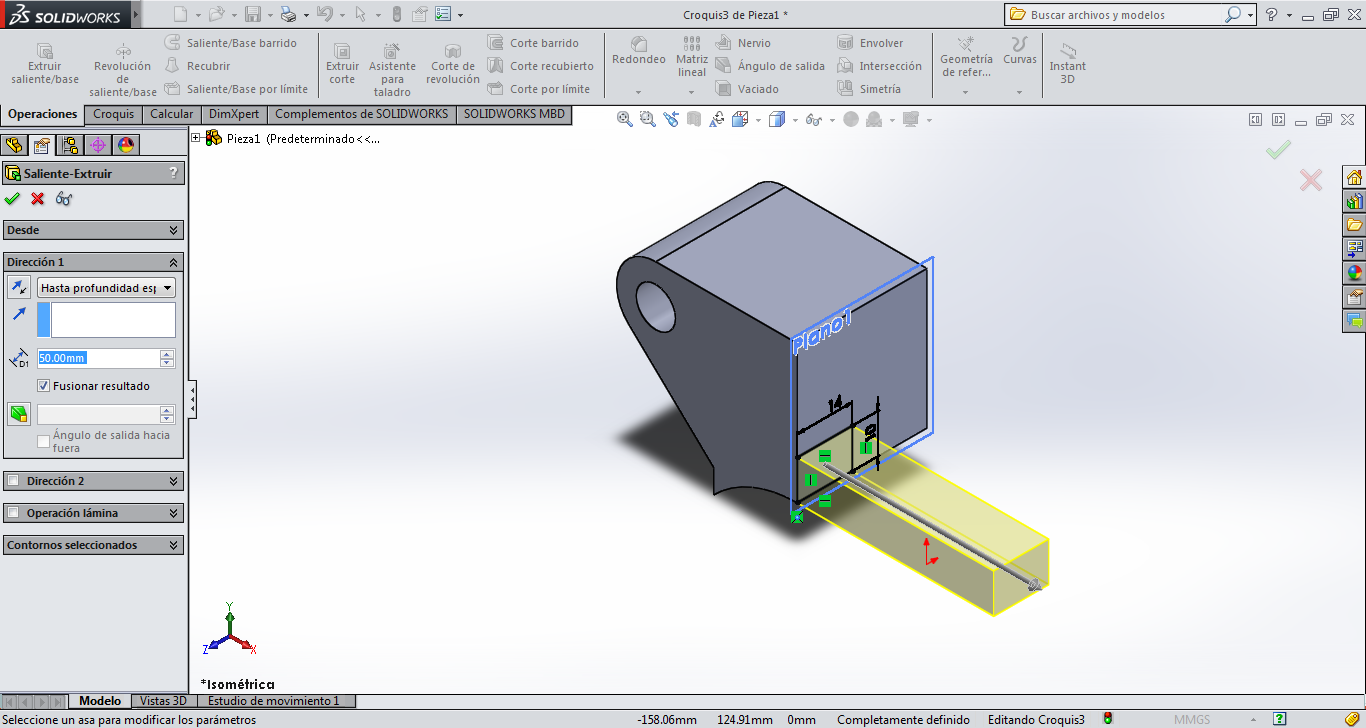 SOLIDWORKS
Croquis3 de Pieza1 *
Buscar archivos y modelos
Extruir saliente/base
Revolución de saliente/base
Saliente/Base barrido
Recubrir
Saliente/Base por límite
Extruir corte
Asistente para taladro
Corte de revolución
Corte barrido
Corte recubierto
Corte por límite
Redondeo
Matriz lineal
Nervio
Ángulo de salida
Vaciado
Envolver
Intersección
Simetría
Geometría de refer...
Curvas
Instant 3D
Operaciones
Croquis
Calcular
DimXpert
Complementos de SOLIDWORKS
SOLIDWORKS MBD
Pieza1 (Predeterminado<<...
Saliente-Extruir
?
Desde
Dirección 1
Hasta profundidad esp
D1
50.00mm
Fusionar resultado
Ángulo de salida hacia
fuera
Dirección 2
Operación lámina
Contornos seleccionados
Plano1
14
10
Y
Z
X
*Isométrica
Modelo
Vistas 3D
Estudio de movimiento 1
Seleccione un asa para modificar los parámetros
-158.06mm
124.91mm
0mm
Completamente definido
Editando Croquis3
MMGS
?